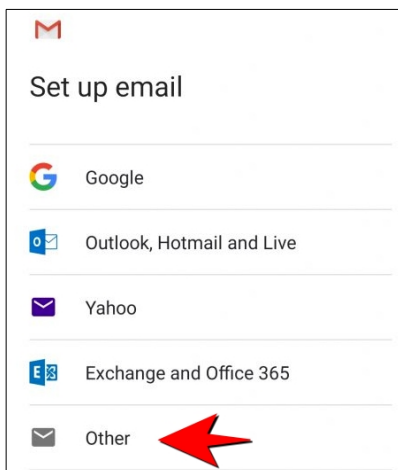 Set up email
Google
Outlook, Hotmail and Live
Yahoo
Exchange and Office 365
Other